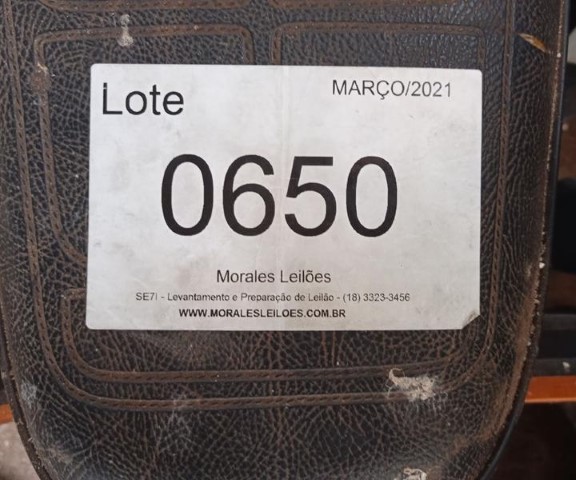 Lote
MARÇO/2021
0650
Morales Leilões
SE7I - Levantamento e Preparação de Leilão - (18) 3323-3456
WWW.MORALESLEILOES.COM.BR